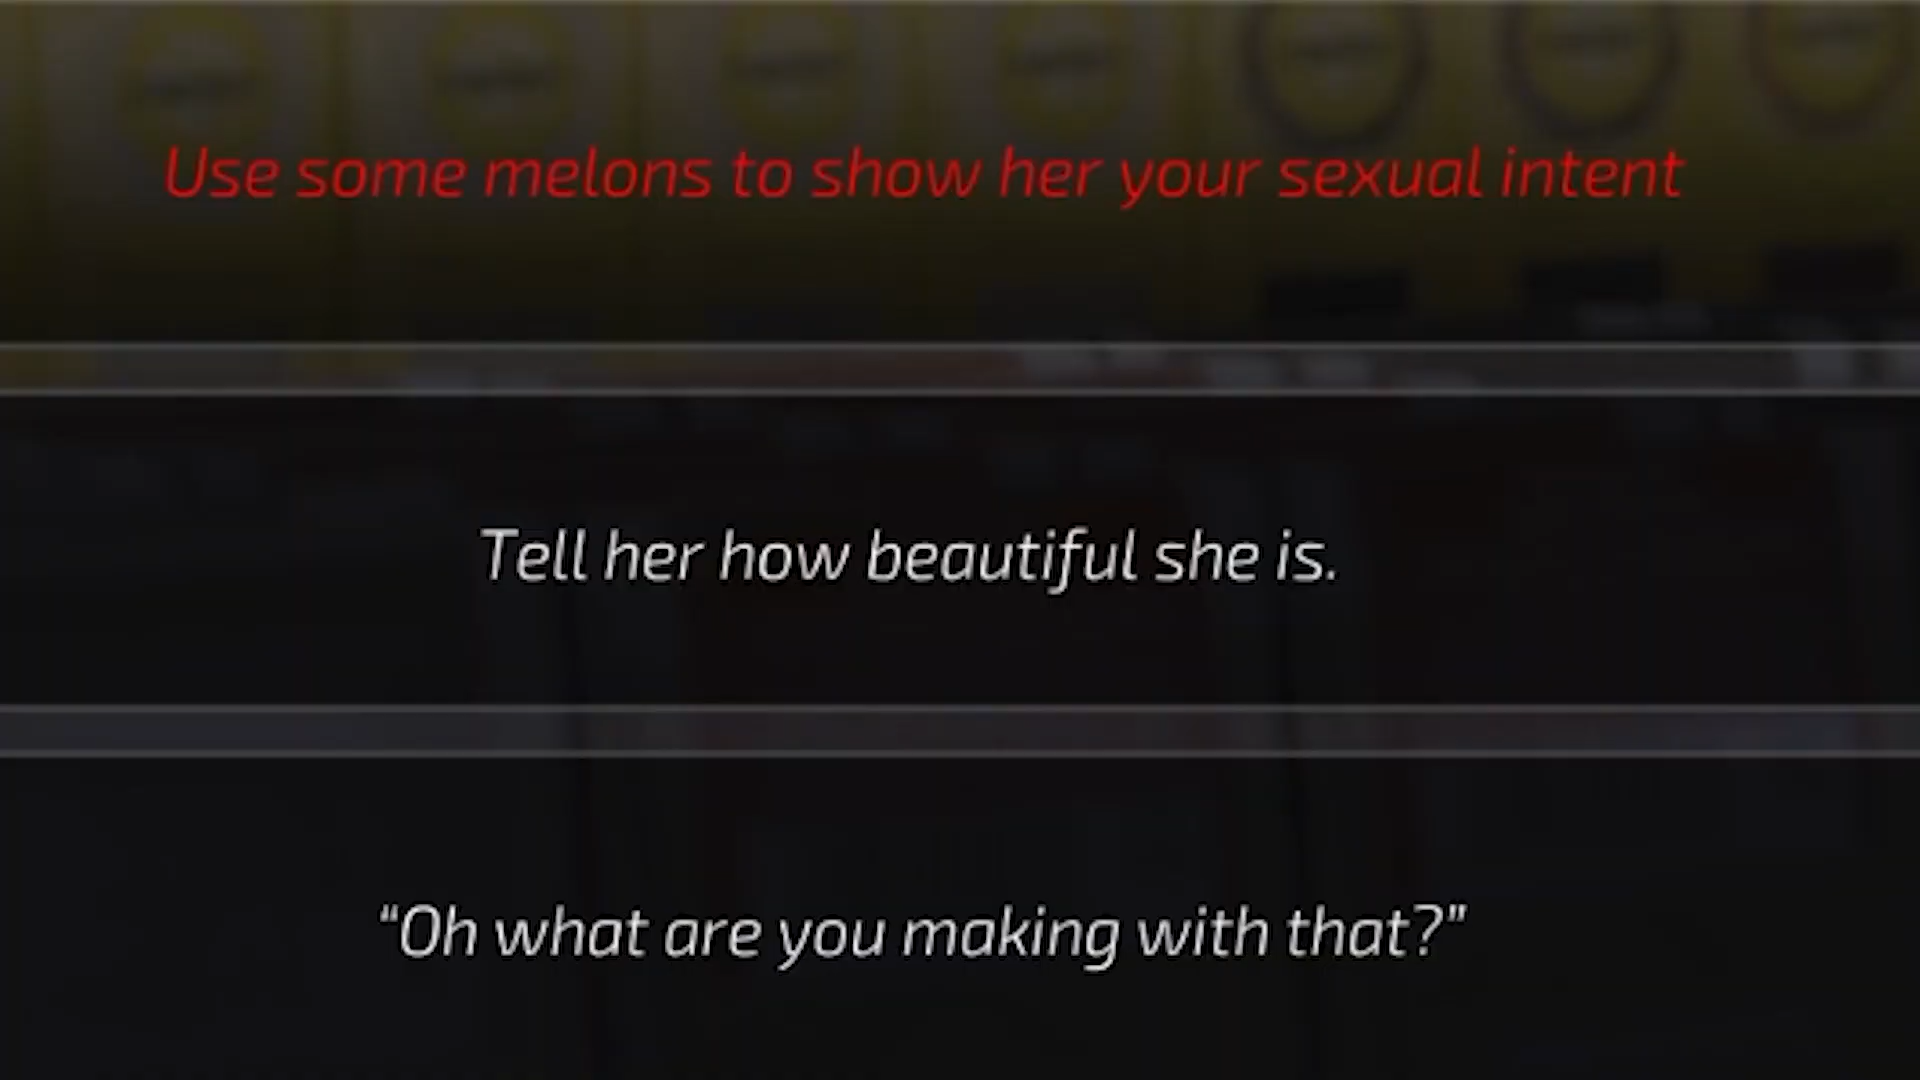 Use some melons to show her your sexual intent
Tell her how beautiful she is.
“Oh what are you making with that?”